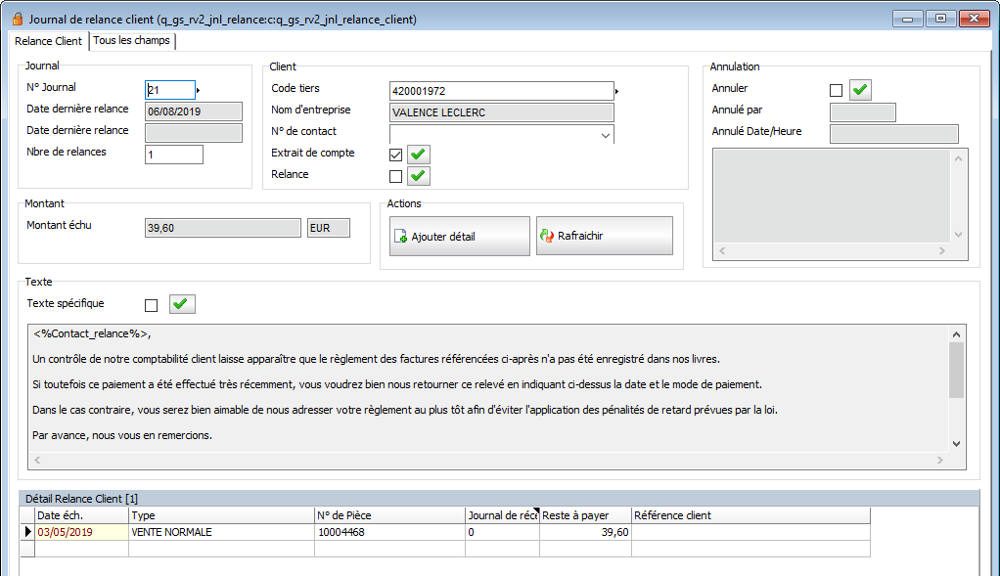 Journal de relance client (q_gs_rv2_jnl_relance:c:q_gs_rv2_jnl_relance_client)
Relance Client
Tous les champs
Journal
N° Journal
21
Date dernière relance
06/08/2019
Date dernière relance
Nbre de relances
1
Client
Code tiers
420001972
Nom d'entreprise
VALENCE LECLERC
N° de contact
Extrait de compte
Relance
Annulation
Annuler
Annulé par
Annulé Date/Heure
Montant
Montant échu
39,60
EUR
Actions
Ajouter détail
Rafraichir
Texte
Texte spécifique
<%Contact_relance%>,
Un contrôle de notre comptabilité client laisse apparaître que le règlement des factures référencées ci-après n'a pas été enregistré dans nos livres.
Si toutefois ce paiement a été effectué très récemment, vous voudrez bien nous retourner ce relevé en indiquant ci-dessus la date et le mode de paiement.
Dans le cas contraire, vous serez bien aimable de nous adresser votre règlement au plus tôt afin d'éviter l'application des pénalités de retard prévues par la loi.
Par avance, nous vous en remercions.
Détail Relance Client [1]
Date éch. Type N° de Pièce Journal de réce Reste à payer Référence client
03/05/2019 VENTE NORMALE 10004468 0 39,60